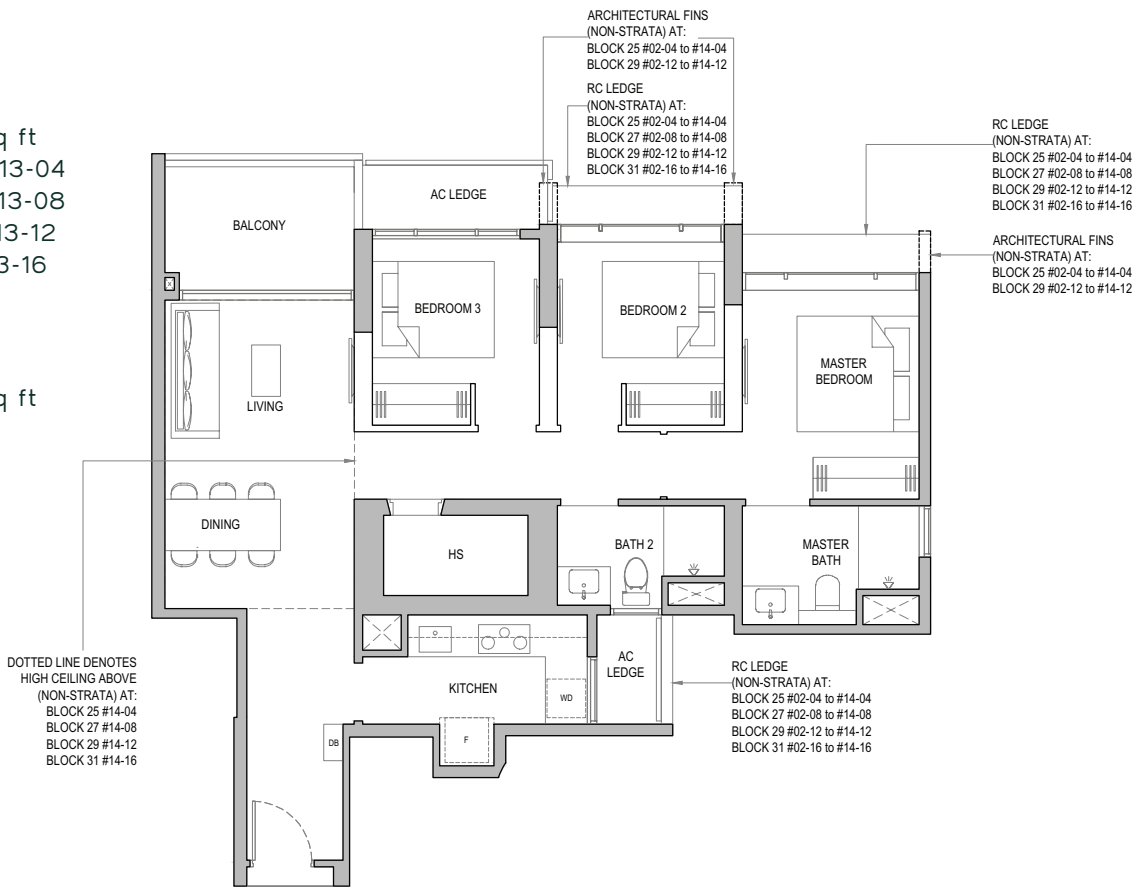 ARCHITECTURAL FINS
(NON-STRATA) AT:
BLOCK 25 #02-04 to #14-04
BLOCK 29 #02-12 to #14-12
RC LEDGE
(NON-STRATA) AT:
BLOCK 25 #02-04 to #14-04
BLOCK 27 #02-08 to #14-08
BLOCK 29 #02-12 to #14-12
BLOCK 31 #02-16 to #14-16
RC LEDGE
(NON-STRATA) AT:
BLOCK 25 #02-04 to #14-04
BLOCK 27 #02-08 to #14-08
BLOCK 29 #02-12 to #14-12
BLOCK 31 #02-16 to #14-16
ARCHITECTURAL FINS
(NON-STRATA) AT:
BLOCK 25 #02-04 to #14-04
BLOCK 29 #02-12 to #14-12
q ft
13-04
13-08
13-12
3-16
q ft
AC LEDGE
BALCONY
BEDROOM 3
BEDROOM 2
MASTER
BEDROOM
LIVING
DINING
HS
BATH 2
MASTER
BATH
KITCHEN
WD
AC
LEDGE
F
DB
DOTTED LINE DENOTES
HIGH CEILING ABOVE
(NON-STRATA) AT:
BLOCK 25 #14-04
BLOCK 27 #14-08
BLOCK 29 #14-12
BLOCK 31 #14-16
RC LEDGE
(NON-STRATA) AT:
BLOCK 25 #02-04 to #14-04
BLOCK 27 #02-08 to #14-08
BLOCK 29 #02-12 to #14-12
BLOCK 31 #02-16 to #14-16